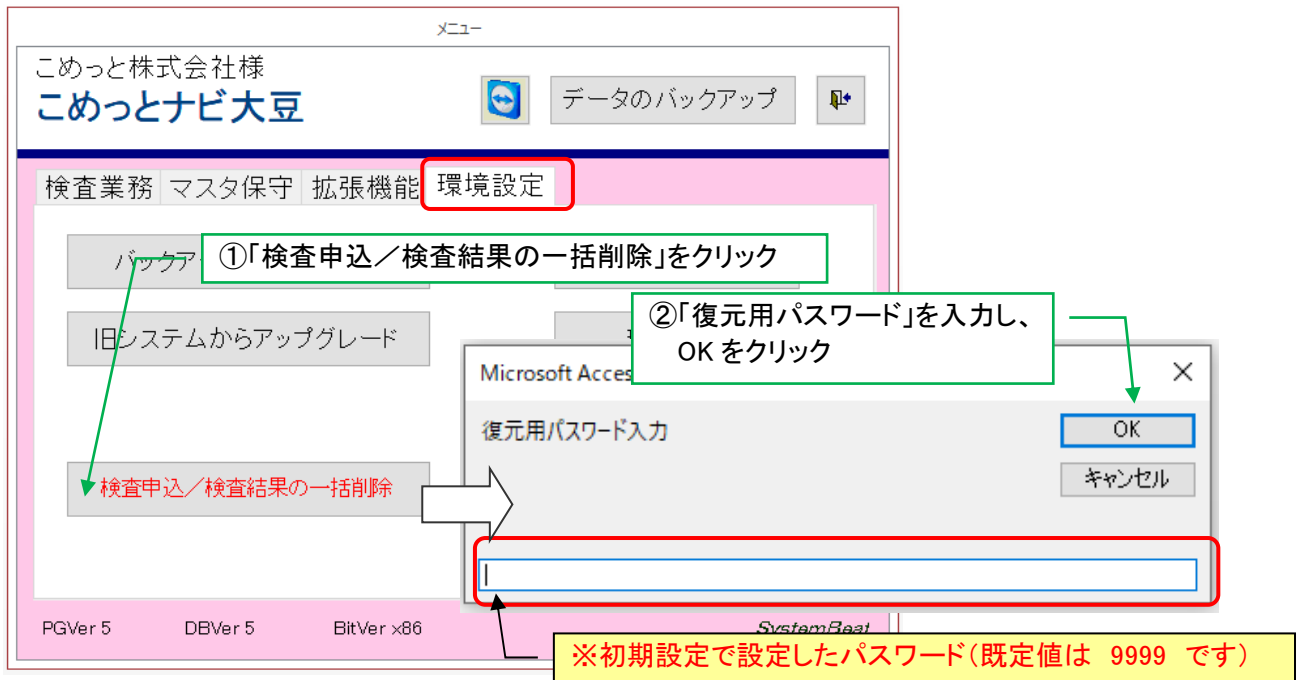 メニュー
こめっと株式会社様
こめっとナビ大豆
データのバックアップ
検査業務 マスタ保守 拡張機能 環境設定
バックア
①「検査申込／検査結果の一括削除」をクリック
旧システムからアップグレード
②「復元用パスワード」を入力し、
OK をクリック
Microsoft Acces
復元用パスワード入力
OK
キャンセル
検査申込／検査結果の一括削除
PGVer 5 DBVer 5 BitVer x86 SystemBeat
※初期設定で設定したパスワード（既定値は 9999 です）